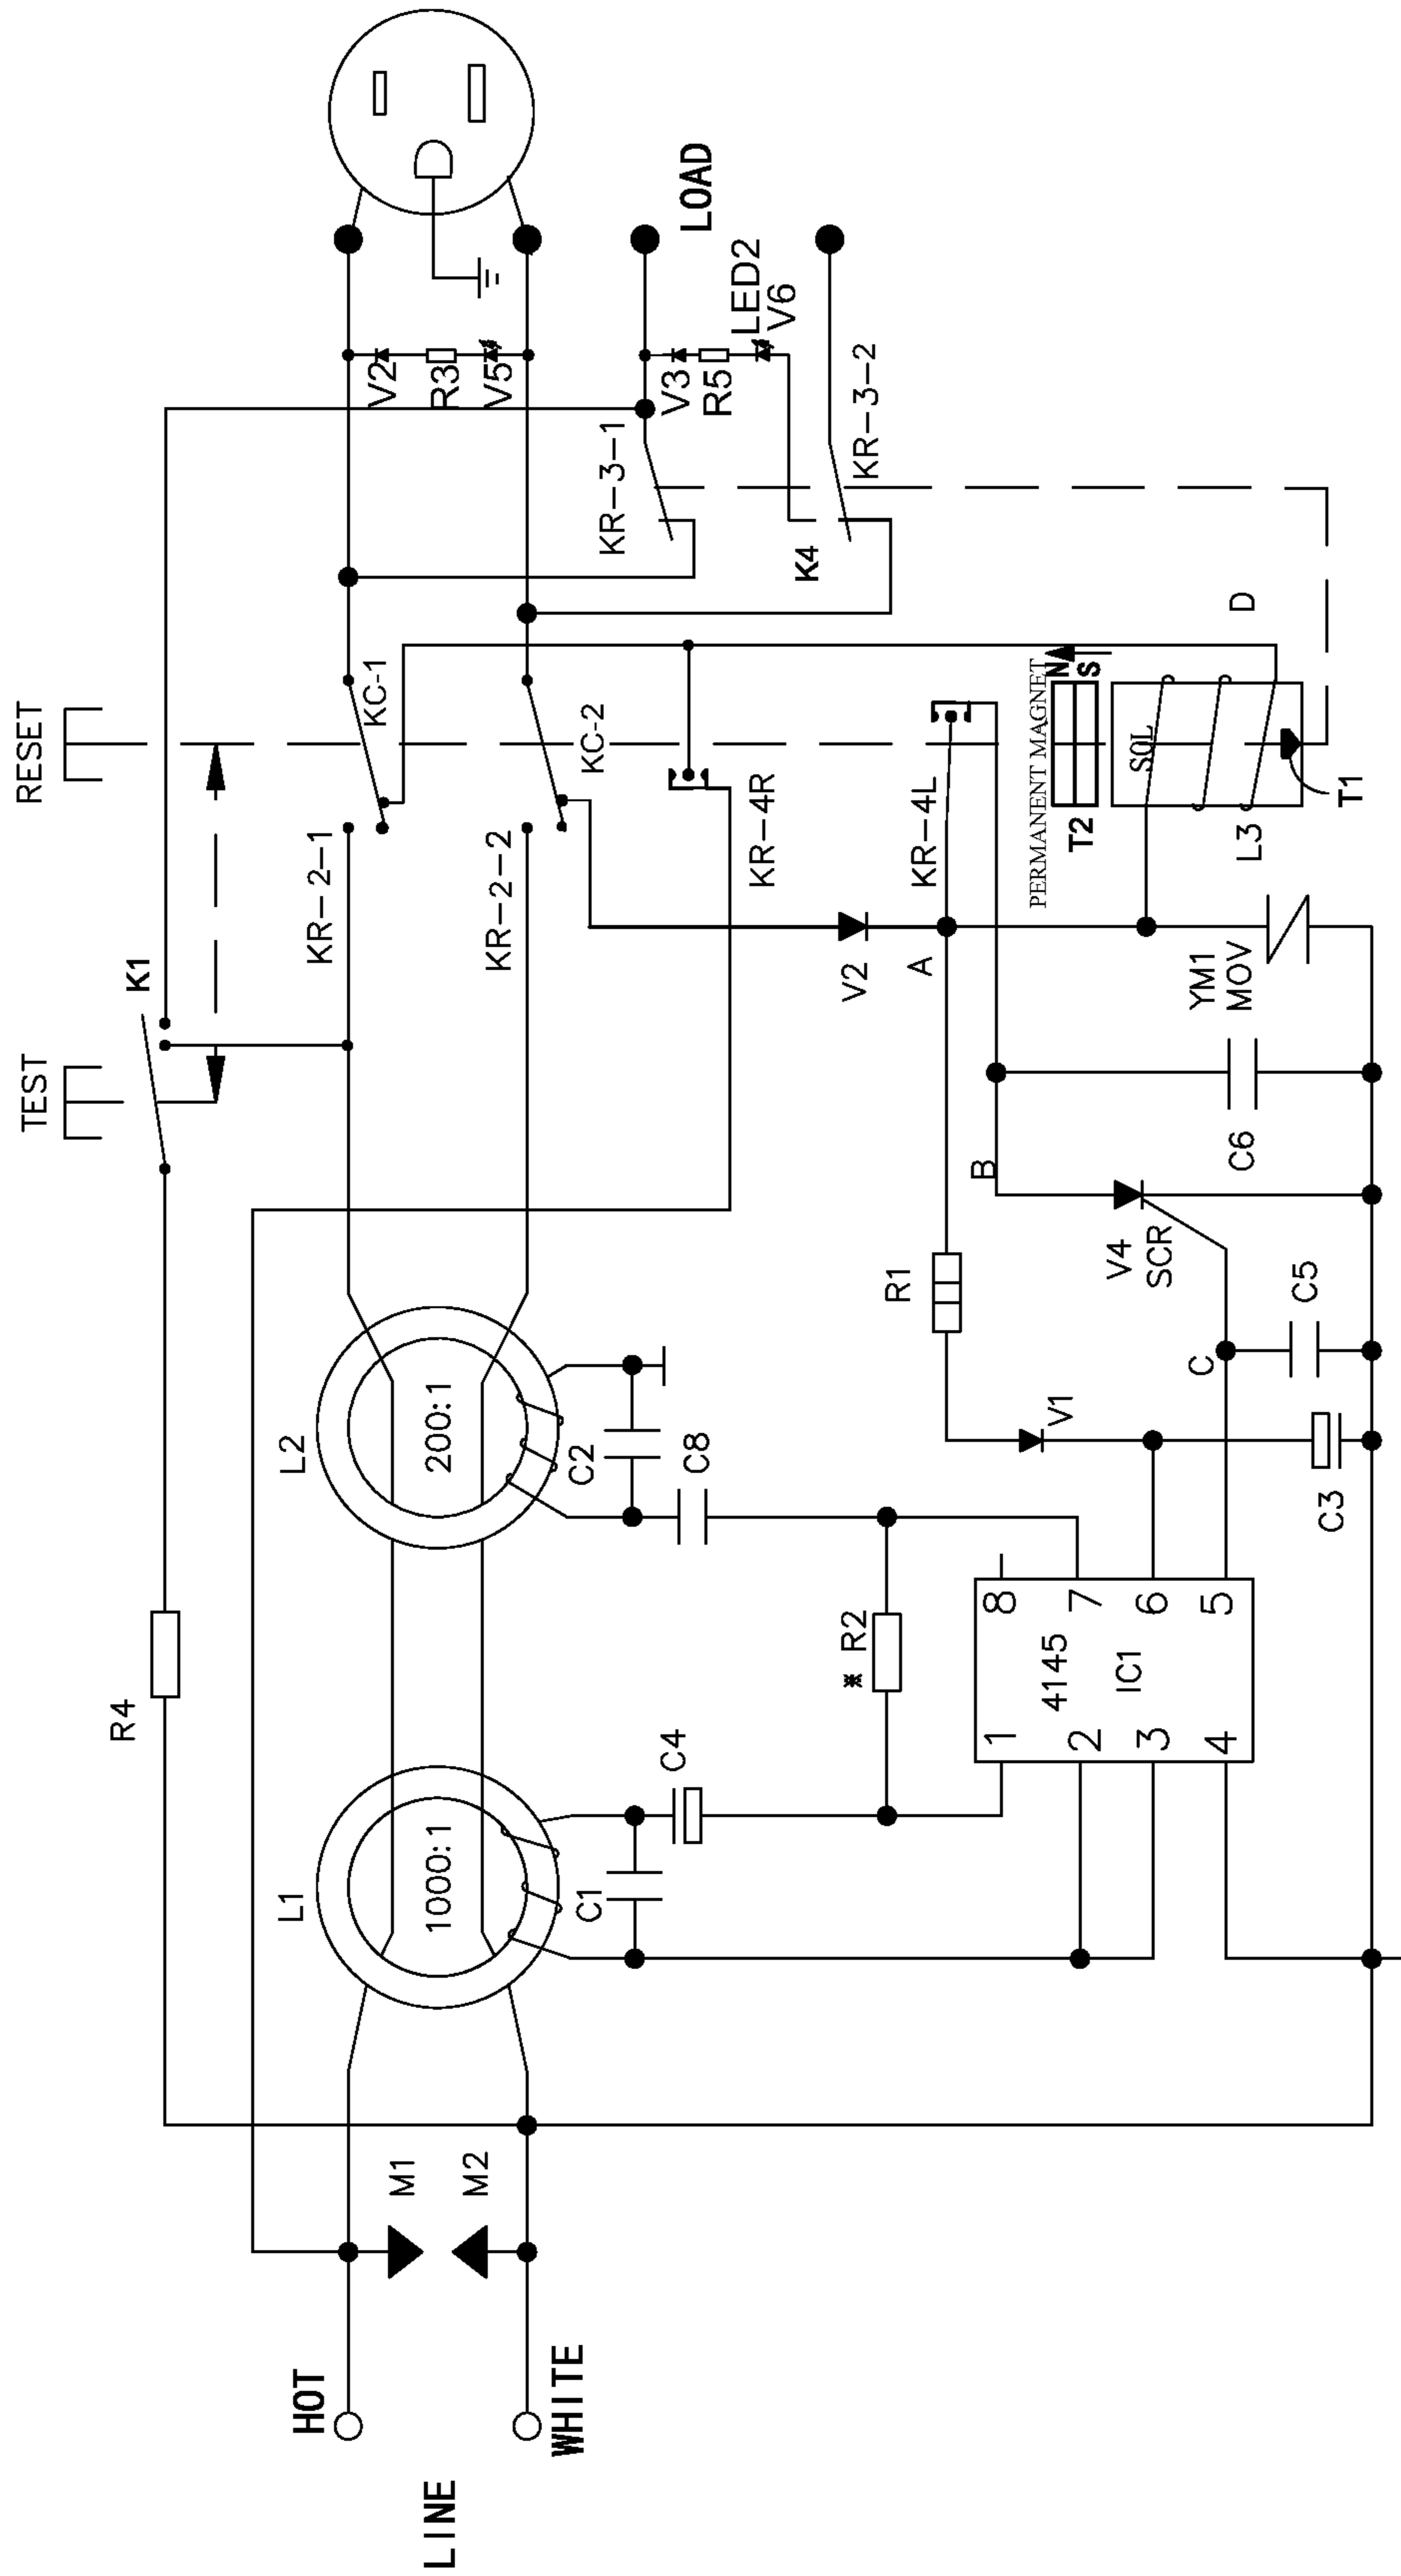 LINE
HOT
WHITE
M1
M2
L1
1000:1
C1
C4
R4
L2
200:1
C2
C8
※ R2
4145
IC1
1
2
3
4
8
7
6
5
C3
V1
C
C5
R1
V4
SCR
B
C6
YM1
MOV
A
V2
TEST
K1
RESET
KR-2-1
KR-2-2
KC-1
KC-2
KR-4R
KR-4L
PERMANENT MAGNET
N
S
T2
SOL
L3
T1
D
K4
KR-3-1
KR-3-2
V2
R3
V5
V3
R5
LED2
V6
LOAD